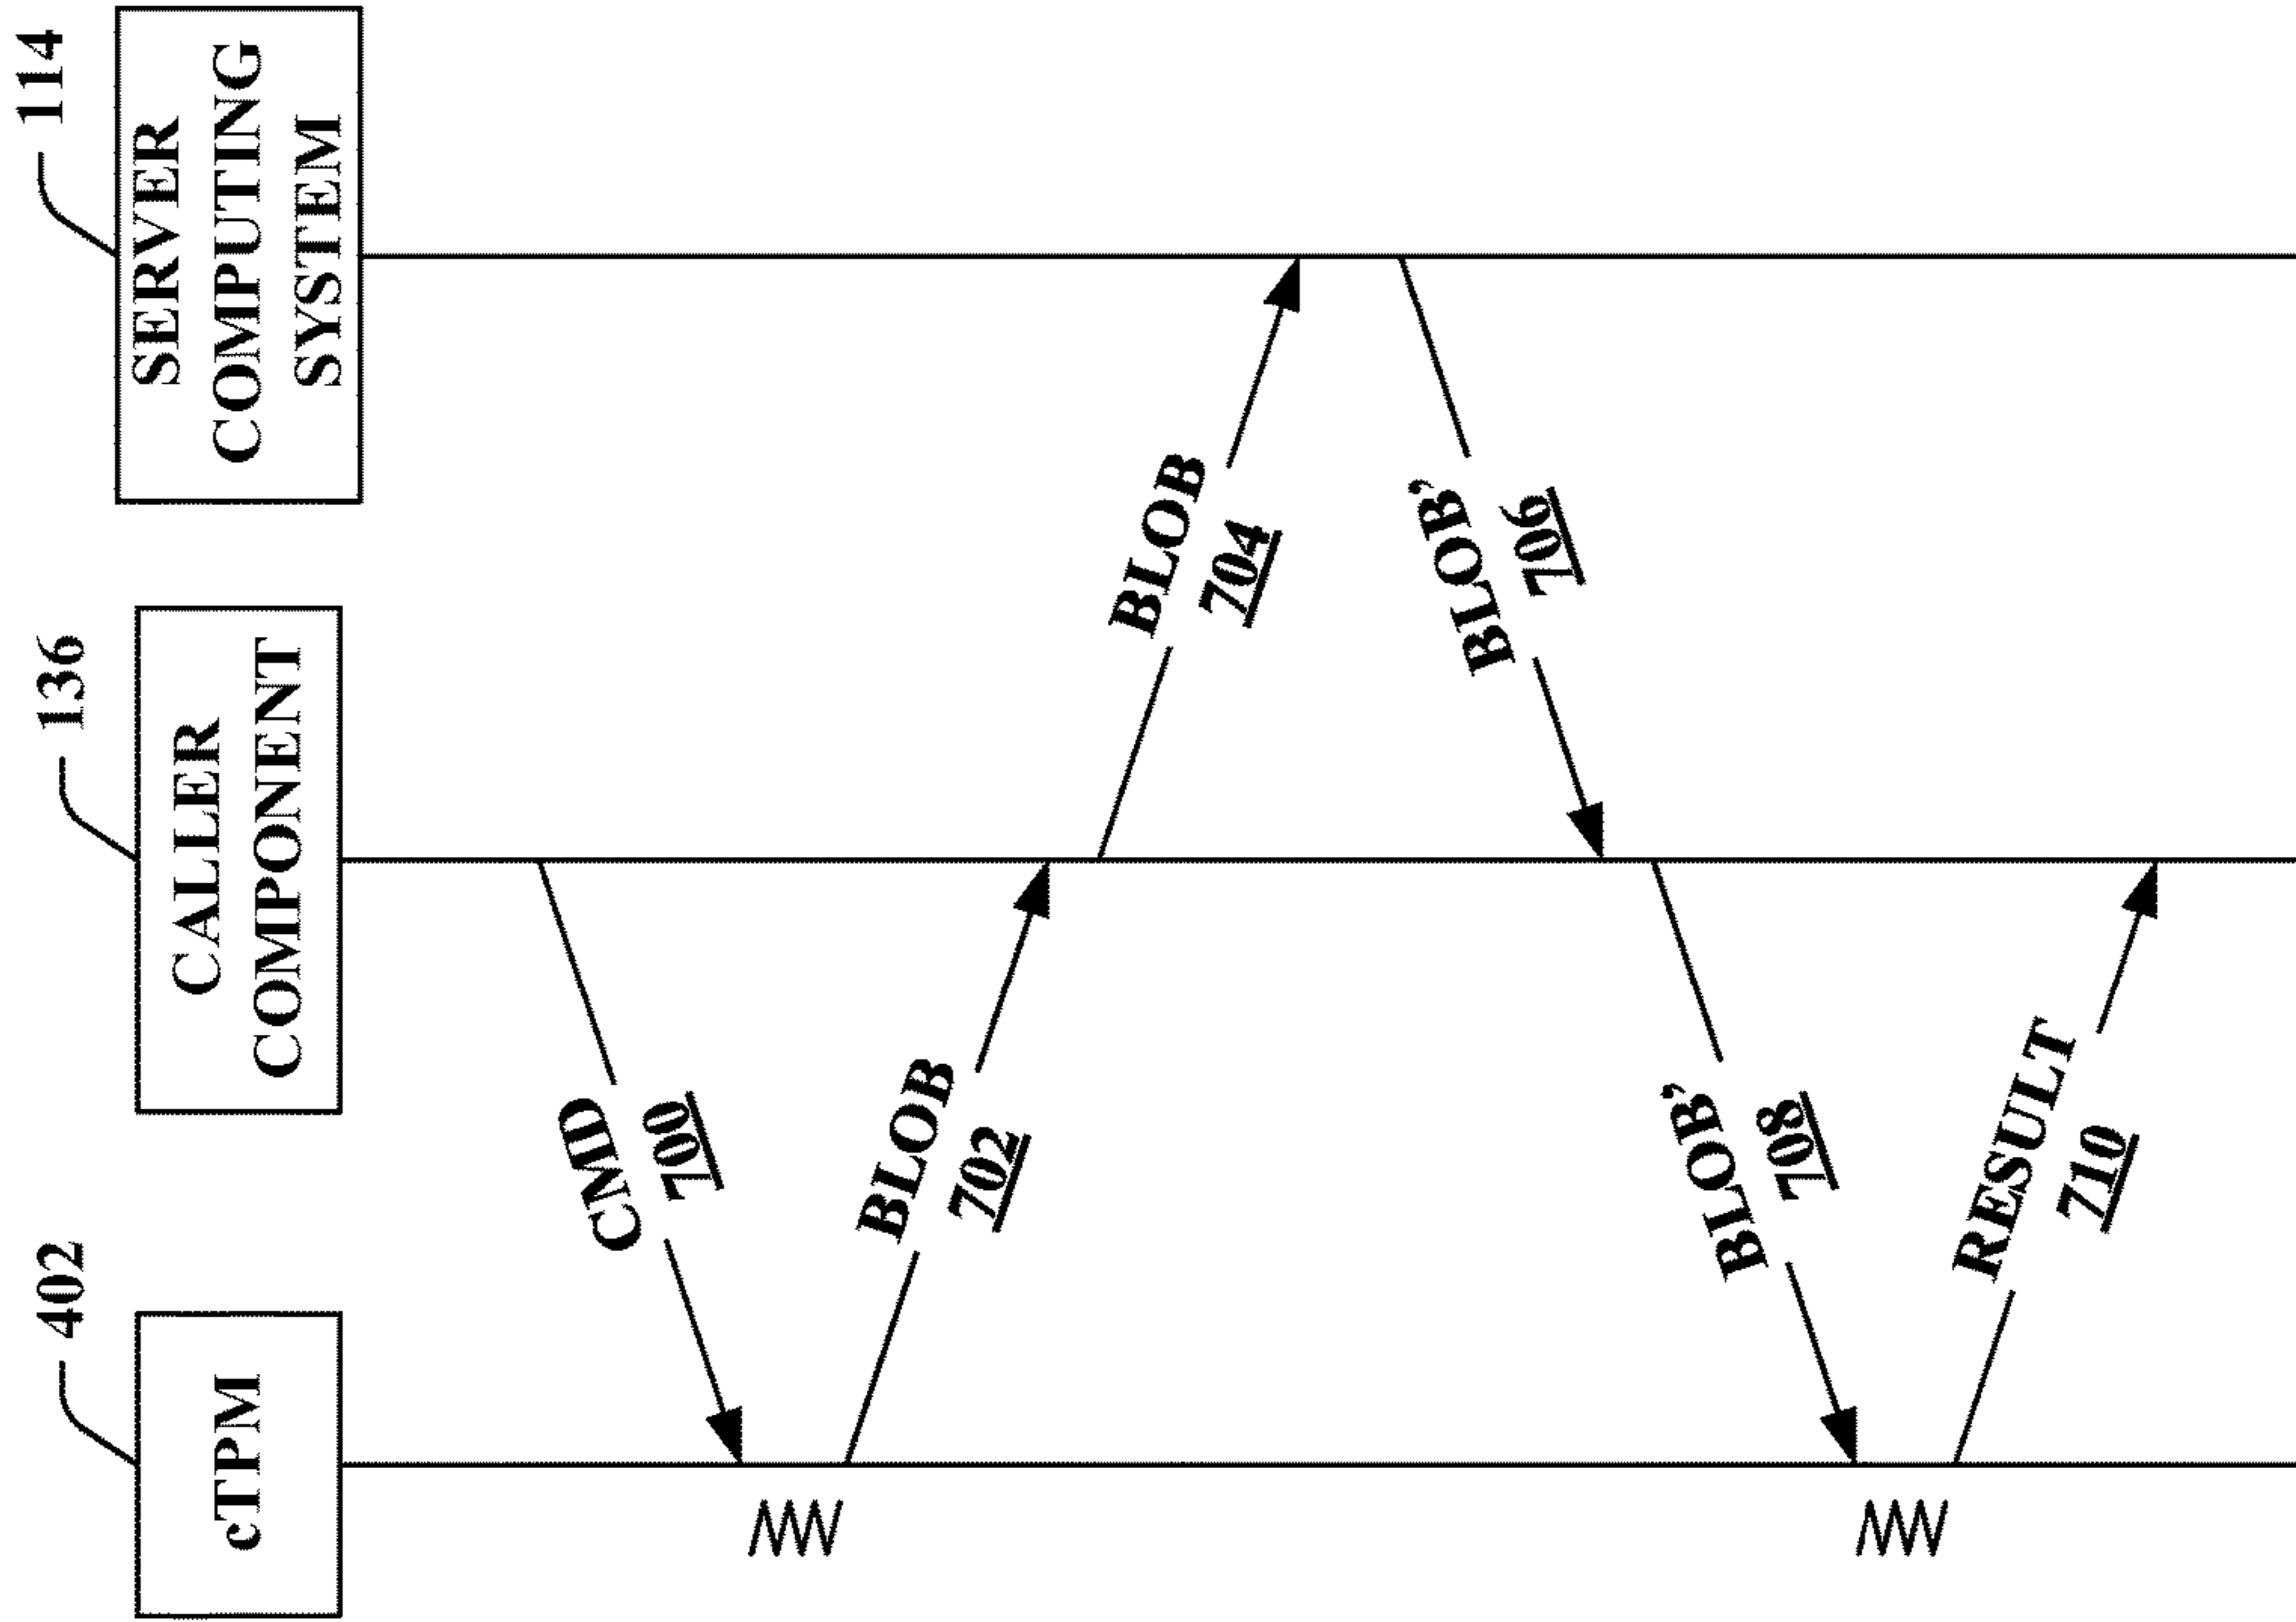 402
136
114
cTPM
CALLER
COMPONENT
SERVER
COMPUTING
SYSTEM
CMD
700
BLOB
702
BLOB
704
BLOB’
706
BLOB’
708
RESULT
710